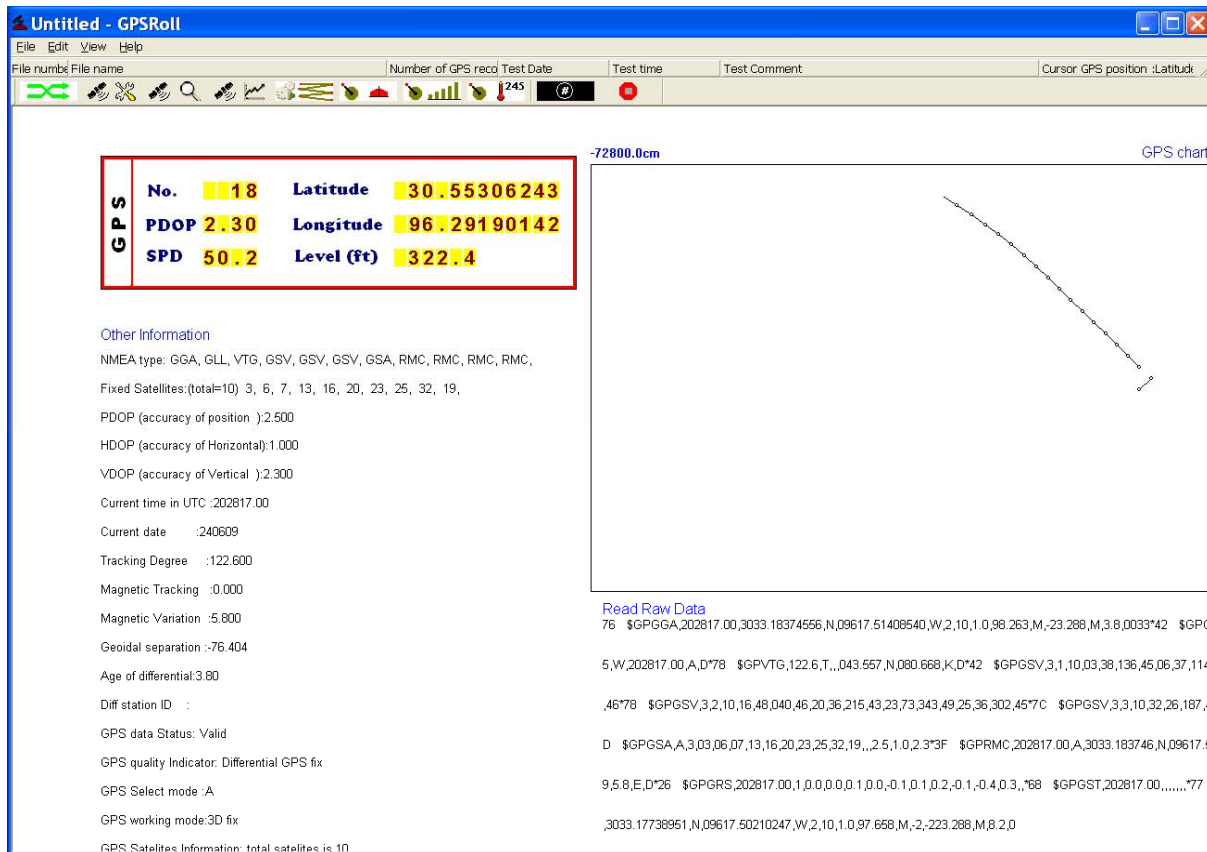 Untitled - GPSRoll
File Edit View Help
File numbe File name Number of GPS reco Test Date Test time Test Comment Cursor GPS position :Latitude
245
#
-72800.0cm GPS chart
GPS
No. 18 Latitude 30.55306243
PDOP 2.30 Longitude 96.29190142
SPD 50.2 Level (ft) 322.4
Other Information
NMEA type: GGA, GLL, VTG, GSV, GSV, GSV, GSA, RMC, RMC, RMC, RMC,
Fixed Satellites:(total=10) 3, 6, 7, 13, 16, 20, 23, 25, 32, 19,
PDOP (accuracy of position ):2.500
HDOP (accuracy of Horizontal):1.000
VDOP (accuracy of Vertical ):2.300
Current time in UTC :202817.00
Current date :240609
Tracking Degree :122.600
Magnetic Tracking :0.000
Magnetic Variation :5.800
Geoidal separation :-76.404
Age of differential:3.80
Diff station ID :
GPS data Status: Valid
GPS quality Indicator: Differential GPS fix
GPS Select mode :A
GPS working mode:3D fix
GPS Satelites Information: total satelites is 10
Read Raw Data
76 $GPGGA,202817.00,3033.18374556,N,09617.51408540,W,2,10,1.0,98.263,M,-23.288,M,3.8,0033*42
5,W,202817.00,A,D*78 $GPVTG,122.6,T,,,043.557,N,080.668,K,D*42 $GPGSV,3,1,10,03,38,136,45,06,37,114
,46*78 $GPGSV,3,2,10,16,48,040,46,20,36,215,43,23,73,343,49,25,36,302,45*7C $GPGSV,3,3,10,32,26,187,
D $GPGSA,A,3,03,06,07,13,16,20,23,25,32,19,,,2.5,1.0,2.3*3F $GPRMC,202817.00,A,3033.183746,N,09617.
9,5.8,E,D*26 $GPGRS,202817.00,1,0.0,0.0,0.1,0.0,-0.1,0.1,0.2,-0.1,-0.4,0.3,,*68 $GPGST,202817.00,,,,,,,*77
,3033.17738951,N,09617.50210247,W,2,10,1.0,97.658,M,-2,-223.288,M,8.2,0